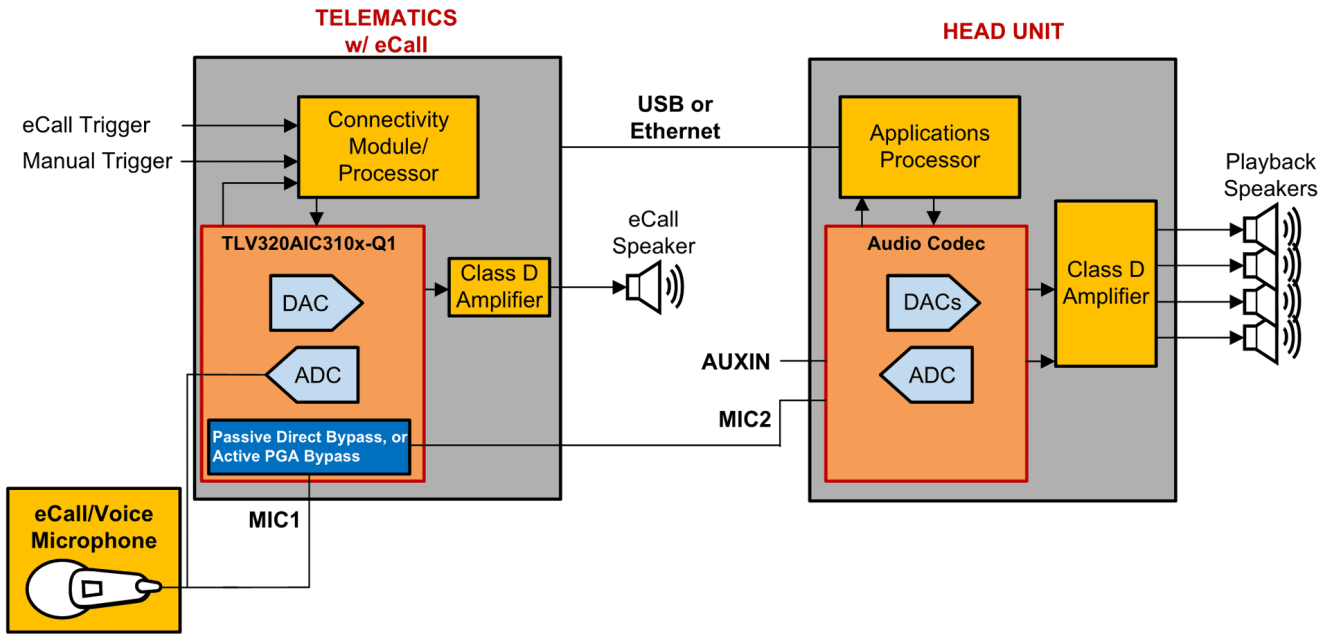 TELEMATICS
w/ eCall
HEAD UNIT
eCall Trigger
Manual Trigger
Connectivity
Module/
Processor
USB or
Ethernet
Applications
Processor
Playback
Speakers
TLV320AIC310x-Q1
DAC
ADC
Passive Direct Bypass, or
Active PGA Bypass
Class D
Amplifier
eCall
Speaker
AUXIN
MIC2
Audio Codec
DACs
ADC
Class D
Amplifier
MIC1
eCall/Voice
Microphone